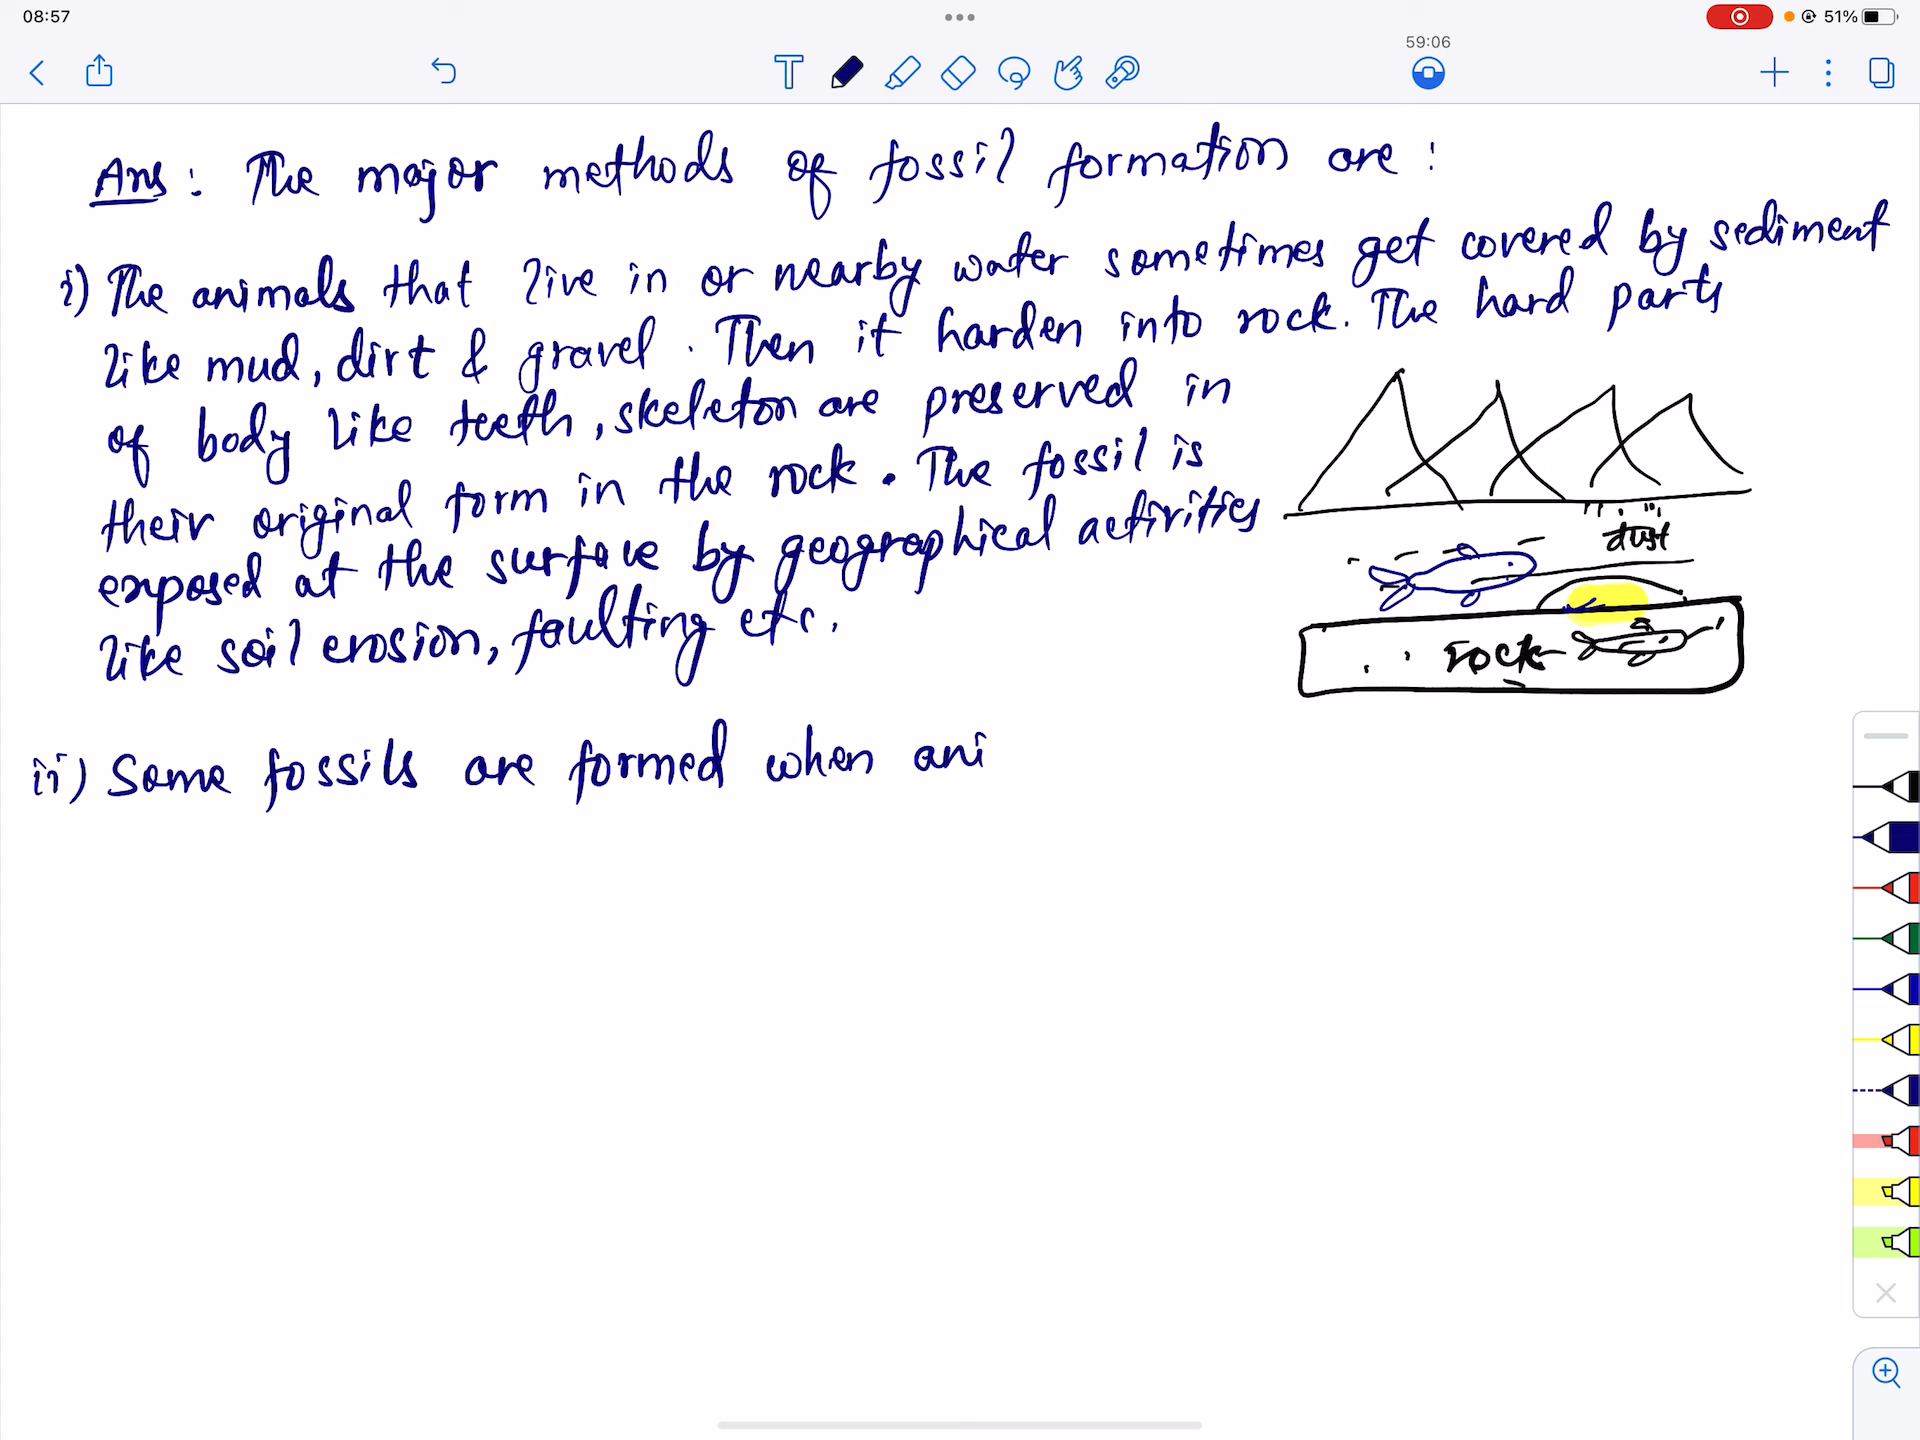 08:57
51%
59:06
T
Ans: The major methods of fossil formation are:
i) The animals that live in or nearby water sometimes get covered by sediment
like mud, dirt & gravel. Then it harden into rock. The hard parts
of body like teeth, skeleton are preserved in
their original form in the rock. The fossil is
exposed at the surface by geographical activities
like soil erosion, faulting etc.
dust
rock
ii) Some fossils are formed when ani